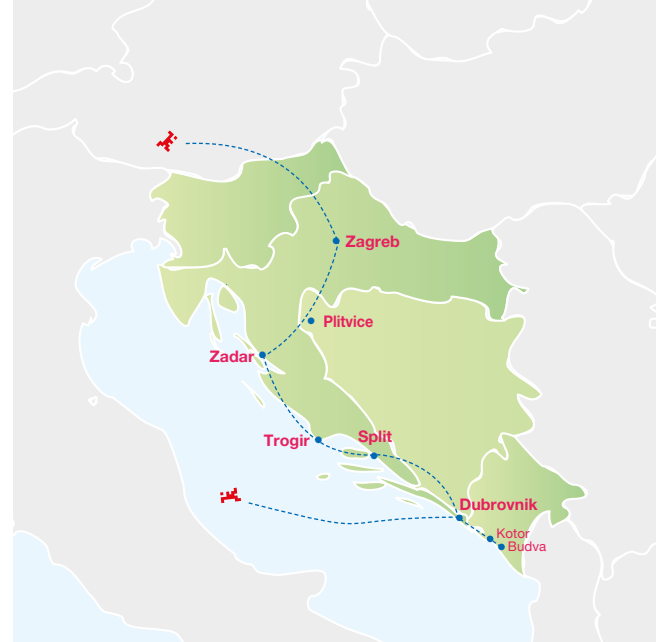 Zagreb
Plitvice
Zadar
Trogir
Split
Dubrovnik
Kotor
Budva